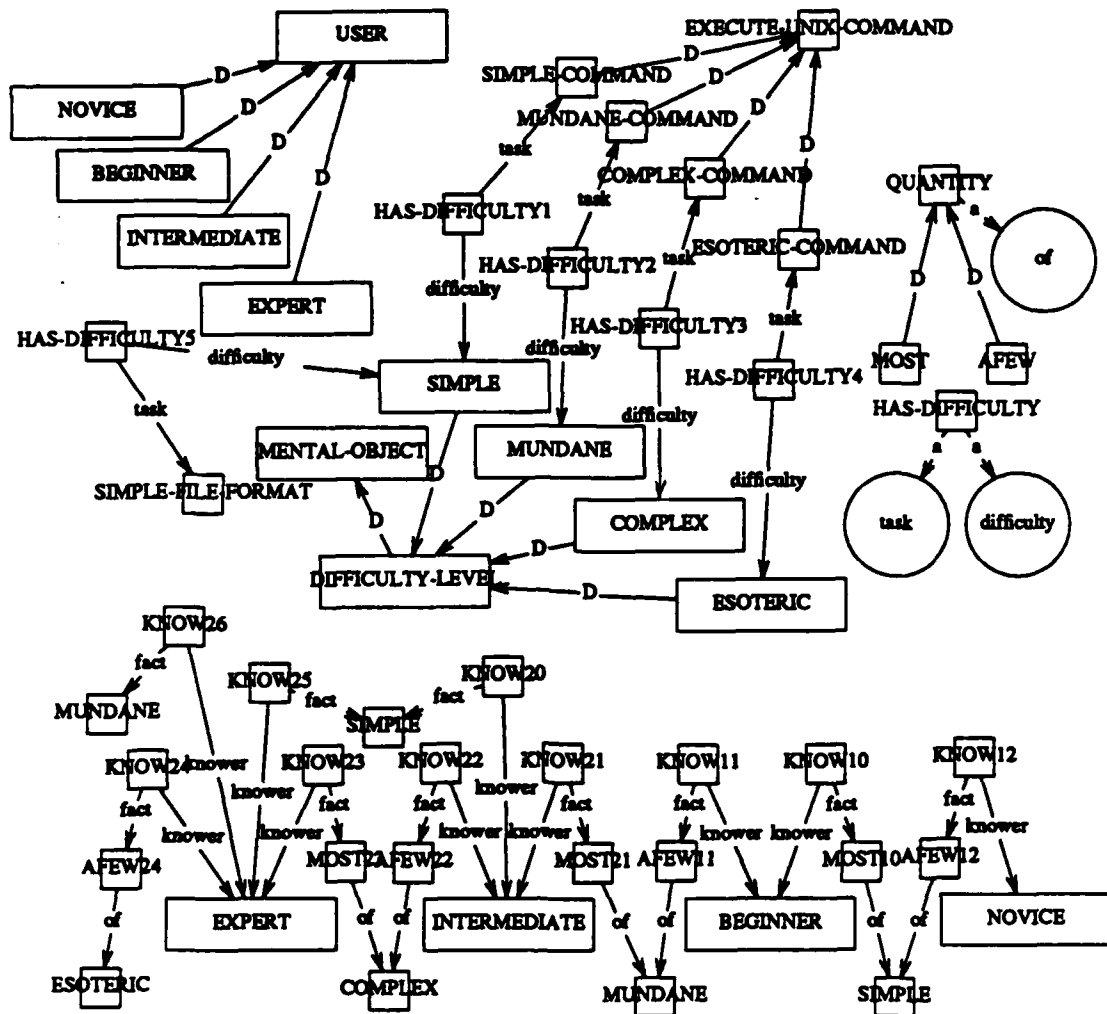 USER
EXECUTE-UNIX-COMMAND
D
D
SIMPLE-COMMAND
D
D
NOVICE
D
D
MUNDANE-COMMAND
D
BEGINNER
D
task
COMPLEX-COMMAND
D
QUANTITY
a
HAS-DIFFICULTY1
task
INTERMEDIATE
HAS-DIFFICULTY2
task
ESOTERIC-COMMAND
of
D
D
EXPERT
difficulty
HAS-DIFFICULTY3
task
HAS-DIFFICULTY5
difficulty
difficulty
MOST
AFEW
SIMPLE
HAS-DIFFICULTY4
HAS-DIFFICULTY
task
difficulty
a
a
MENTAL-OBJECT
D
MUNDANE
difficulty
SIMPLE-FILE-FORMAT
D
COMPLEX
task
difficulty
D
D
DIFFICULTY-LEVEL
D
ESOTERIC
KNOW26
fact
KNOW25
fact
KNOW20
fact
MUNDANE
SIMPLE
KNOW24
knower
KNOW23
KNOW22
knower
KNOW21
KNOW11
KNOW10
KNOW12
fact
knower
fact
fact
fact
fact
fact
fact
knower
knower
knower
knower
knower
knower
knower
AFEW24
AFEW22
MOST21
AFEW11
MOST10
AFEW12
of
EXPERT
of
of
INTERMEDIATE
of
of
BEGINNER
of
of
NOVICE
ESOTERIC
COMPLEX
MUNDANE
SIMPLE